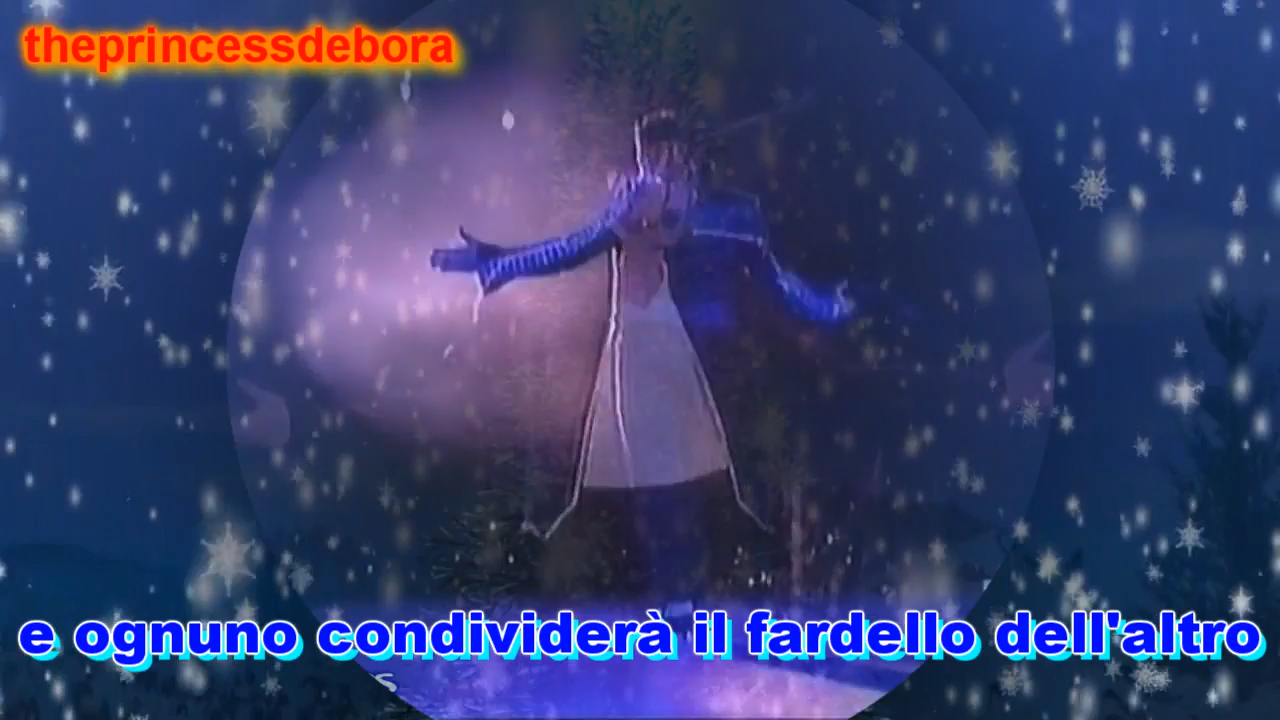 theprincessdebora
e ognuno condividerà il fardello dell'altro